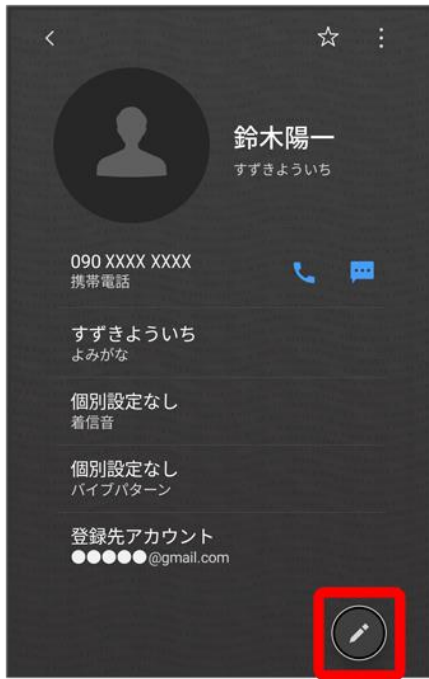 鈴木陽一
すずきよういち
090 XXXX XXXX
携帯電話
すずきよういち
よみがな
個別設定なし
着信音
個別設定なし
バイブパターン
登録先アカウント
●●●●●@gmail.com